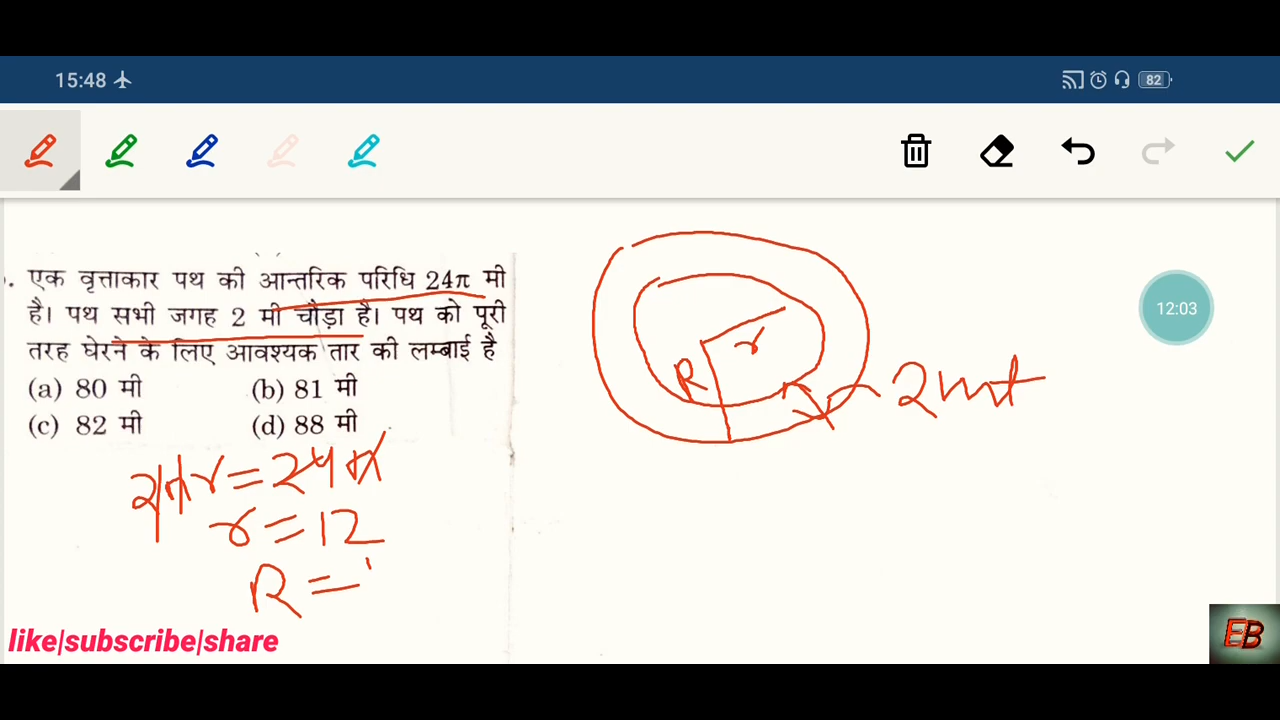 15:48
82
. एक वृत्ताकार पथ की आन्तरिक परिधि 24π मी
है। पथ सभी जगह 2 मी चौड़ा है। पथ को पूरी
तरह घेरने के लिए आवश्यक तार की लम्बाई है
(a) 80 मी (b) 81 मी
(c) 82 मी (d) 88 मी
2πr = 24π
r = 12
R =
r
R
2mt
12:03
like|subscribe|share
EB